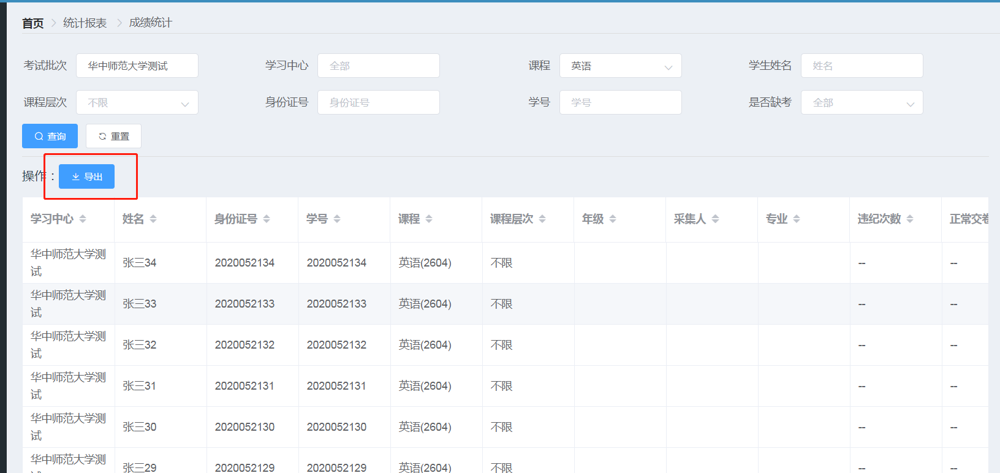 首页 > 统计报表 > 成绩统计
考试批次 华中师范大学测试 学习中心 全部 课程 英语 学生姓名 姓名
课程层次 不限 身份证号 身份证号 学号 学号 是否缺考 全部
查询 重置
操作： 导出
学习中心 姓名 身份证号 学号 课程 课程层次 年级 采集人 专业 违纪次数 正常交卷
华中师范大学测试 张三34 2020052134 2020052134 英语(2604) 不限 -- --
华中师范大学测试 张三33 2020052133 2020052133 英语(2604) 不限 -- --
华中师范大学测试 张三32 2020052132 2020052132 英语(2604) 不限 -- --
华中师范大学测试 张三31 2020052131 2020052131 英语(2604) 不限 -- --
华中师范大学测试 张三30 2020052130 2020052130 英语(2604) 不限 -- --
华中师范大学测 张三29 2020052129 2020052129 英语(2604) 不限 -- --